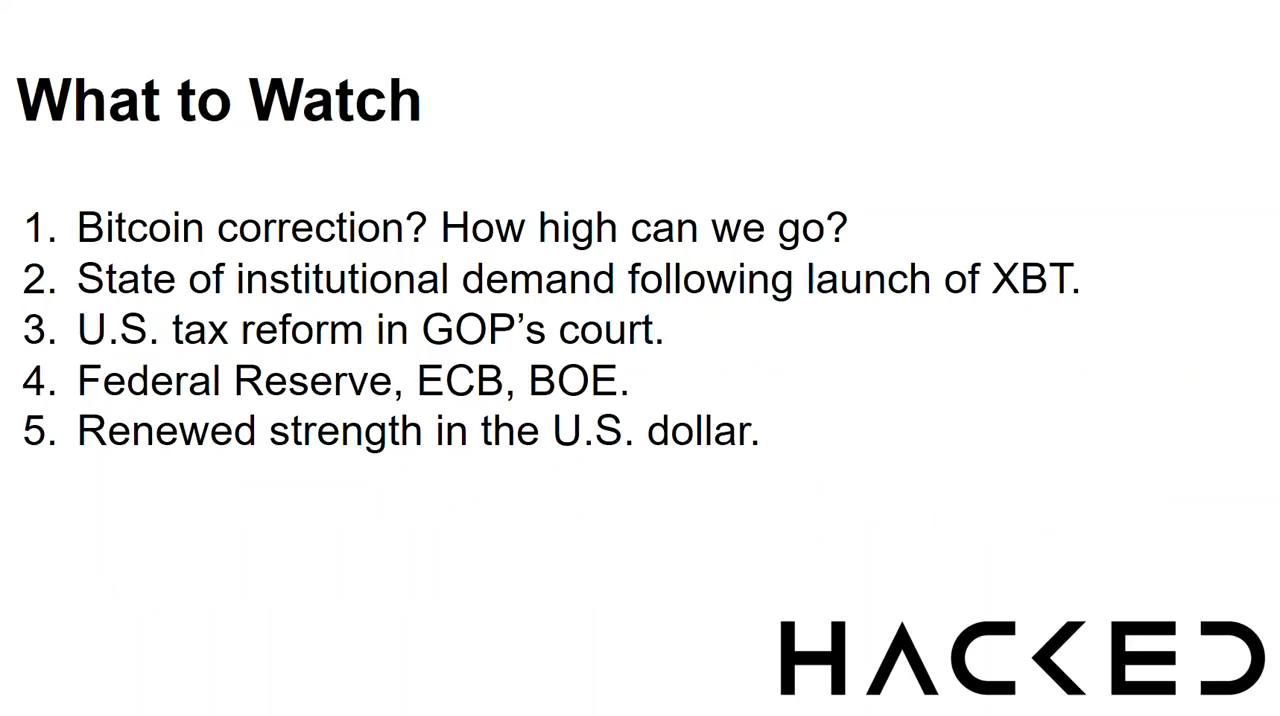 What to Watch
1. Bitcoin correction? How high can we go?
2. State of institutional demand following launch of XBT.
3. U.S. tax reform in GOP’s court.
4. Federal Reserve, ECB, BOE.
5. Renewed strength in the U.S. dollar.
HACKED